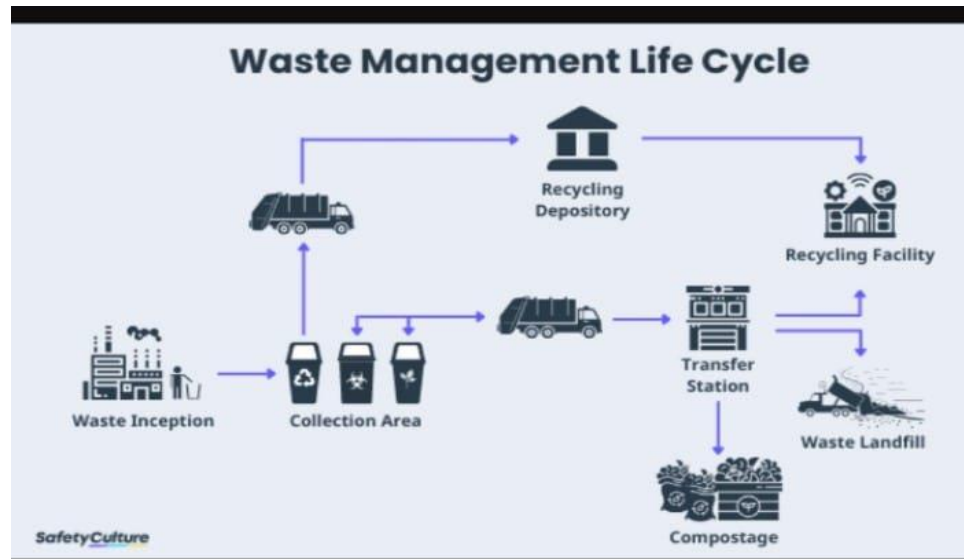 Waste Management Life Cycle
Recycling
Depository
Recycling Facility
Transfer
Station
Waste Inception
Collection Area
Waste Landfill
Compostage
SafetyCulture